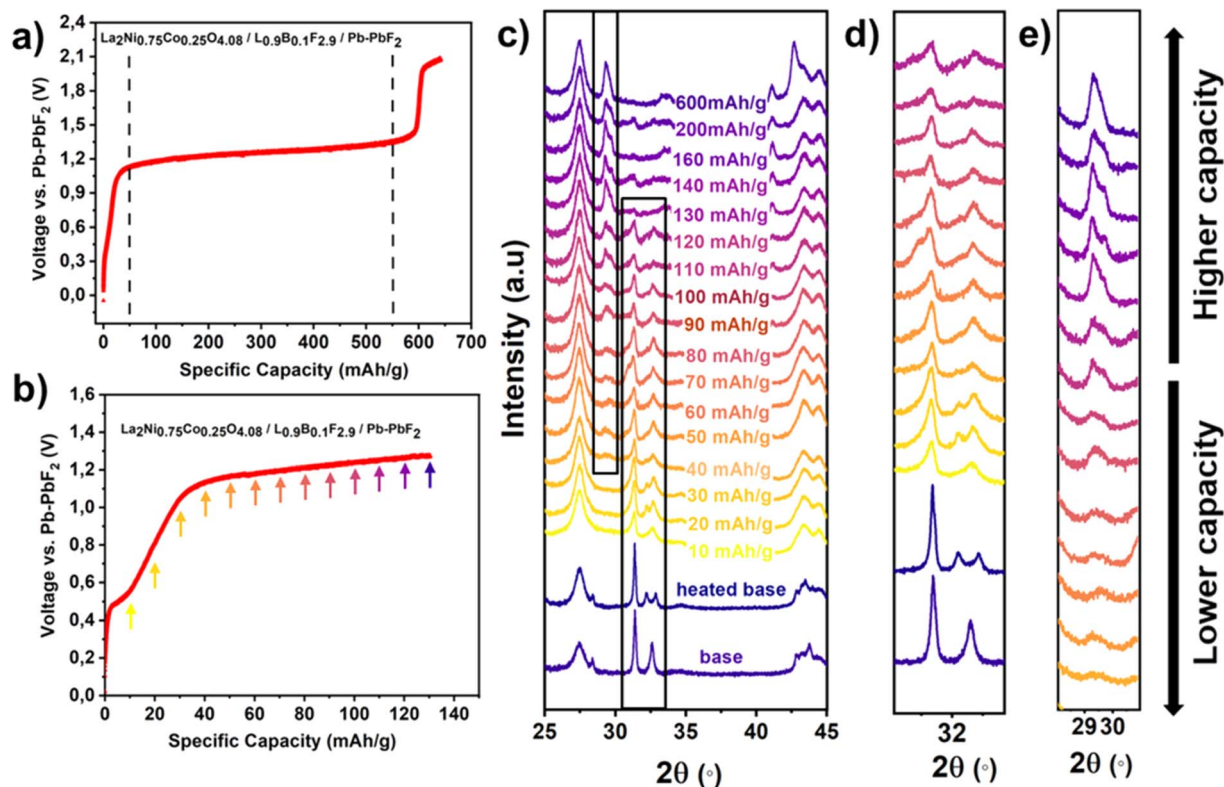 a)
2,4
2,1
1,8
1,5
1,2
0,9
0,6
0,3
0,0
Voltage vs. Pb-PbF2 (V)
La2Ni0.75Co0.25O4.08 / L0.9B0.1F2.9 / Pb-PbF2
0 100 200 300 400 500 600 700
Specific Capacity (mAh/g)
b)
1,6
1,4
1,2
1,0
0,8
0,6
0,4
0,2
0,0
Voltage vs. Pb-PbF2 (V)
La2Ni0.75Co0.25O4.08 / L0.9B0.1F2.9 / Pb-PbF2
0 20 40 60 80 100 120 140
Specific Capacity (mAh/g)
c)
Intensity (a.u)
600mAh/g
200mAh/g
160 mAh/g
140 mAh/g
130 mAh/g
120 mAh/g
110 mAh/g
100 mAh/g
90 mAh/g
80 mAh/g
70 mAh/g
60 mAh/g
50 mAh/g
40 mAh/g
30 mAh/g
20 mAh/g
10 mAh/g
heated base
base
25 30 35 40 45
2θ (◦)
d)
32
2θ (◦)
e)
29 30
2θ (◦)
Higher capacity
Lower capacity